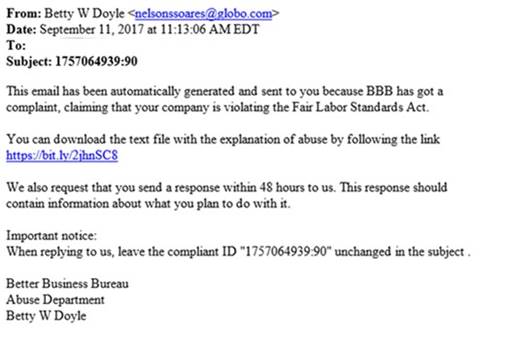 From: Betty W Doyle <nelsonssoares@globo.com>
Date: September 11, 2017 at 11:13:06 AM EDT
To:
Subject: 1757064939:90
This email has been automatically generated and sent to you because BBB has got a
complaint, claiming that your company is violating the Fair Labor Standards Act.
You can download the text file with the explanation of abuse by following the link
https://bit.ly/2jhnSC8
We also request that you send a response within 48 hours to us. This response should
contain information about what you plan to do with it.
Important notice:
When replying to us, leave the compliant ID "1757064939:90" unchanged in the subject .
Better Business Bureau
Abuse Department
Betty W Doyle